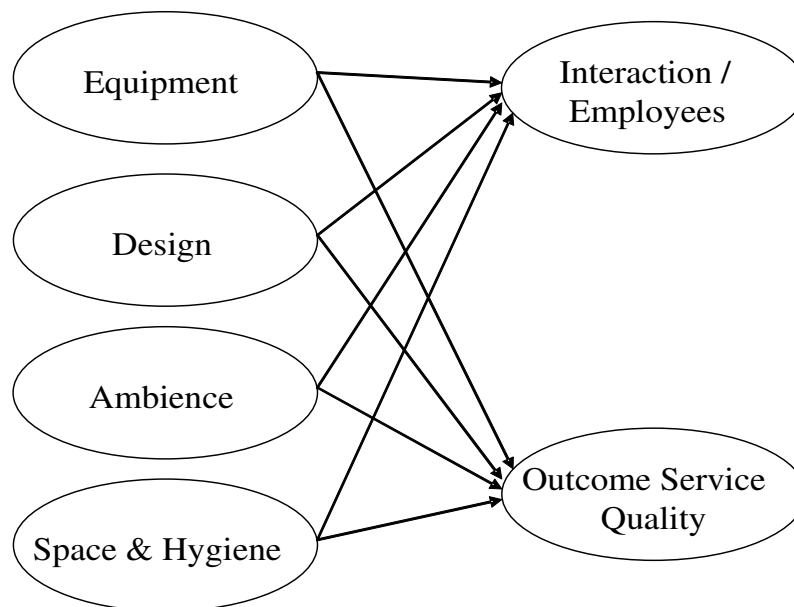 Equipment
Design
Ambience
Space & Hygiene
Interaction /
Employees
Outcome Service
Quality